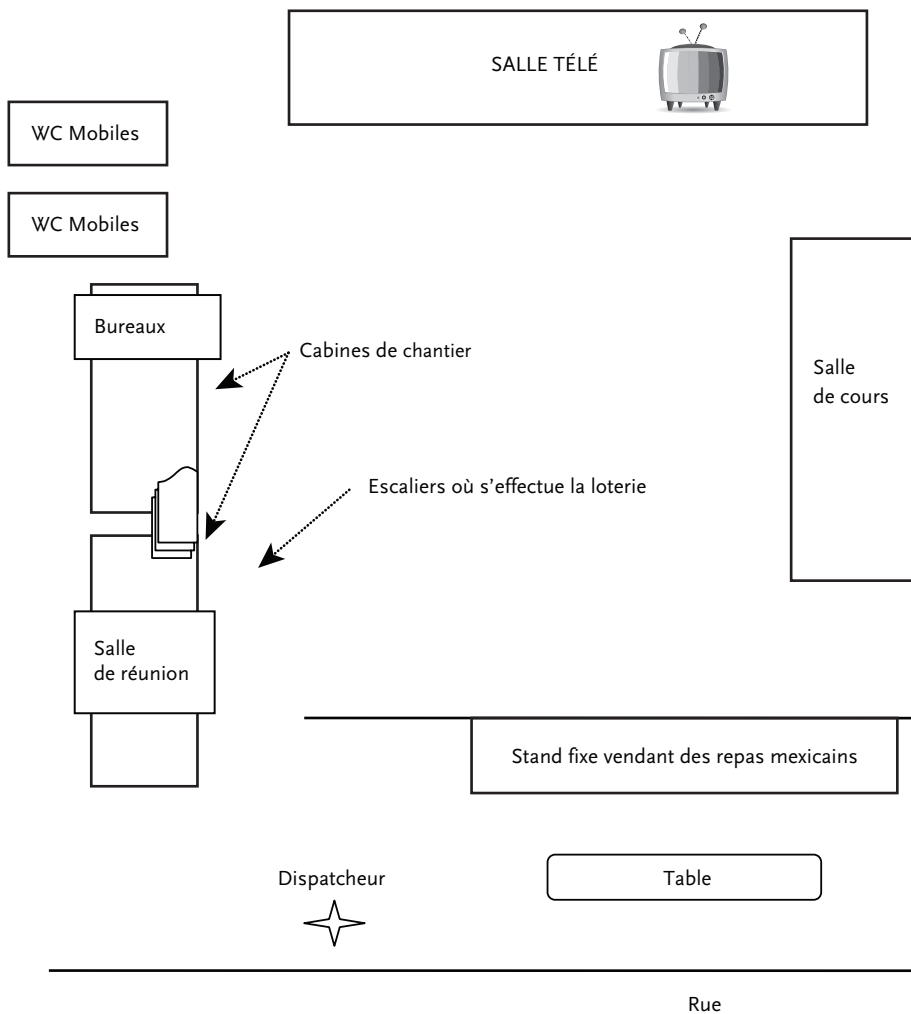 SALLE TÉLÉ
WC Mobiles
WC Mobiles
Bureaux
Cabines de chantier
Salle
de cours
Escaliers où s'effectue la loterie
Salle
de réunion
Stand fixe vendant des repas mexicains
Dispatcheur
Table
Rue